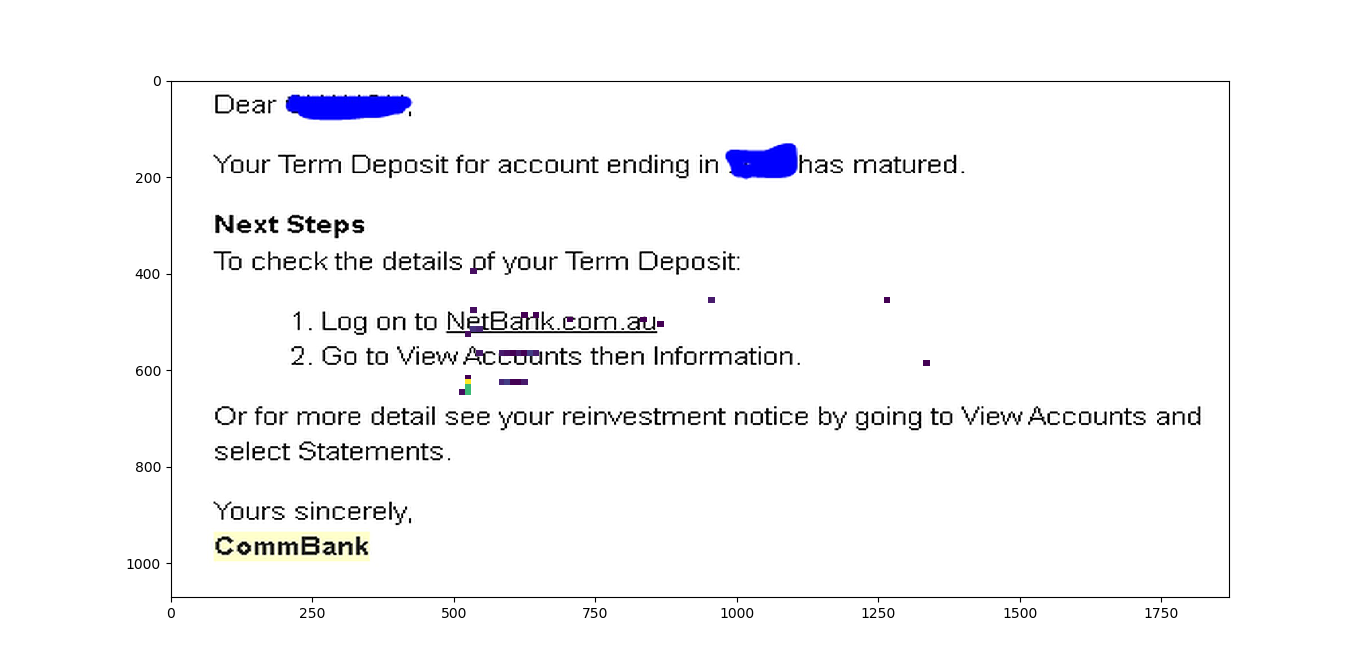 Dear
Your Term Deposit for account ending in has matured.
Next Steps
To check the details of your Term Deposit:
1. Log on to NetBank.com.au
2. Go to View Accounts then Information.
Or for more detail see your reinvestment notice by going to View Accounts and
select Statements.
Yours sincerely,
CommBank
0
200
400
600
800
1000
0 250 500 750 1000 1250 1500 1750